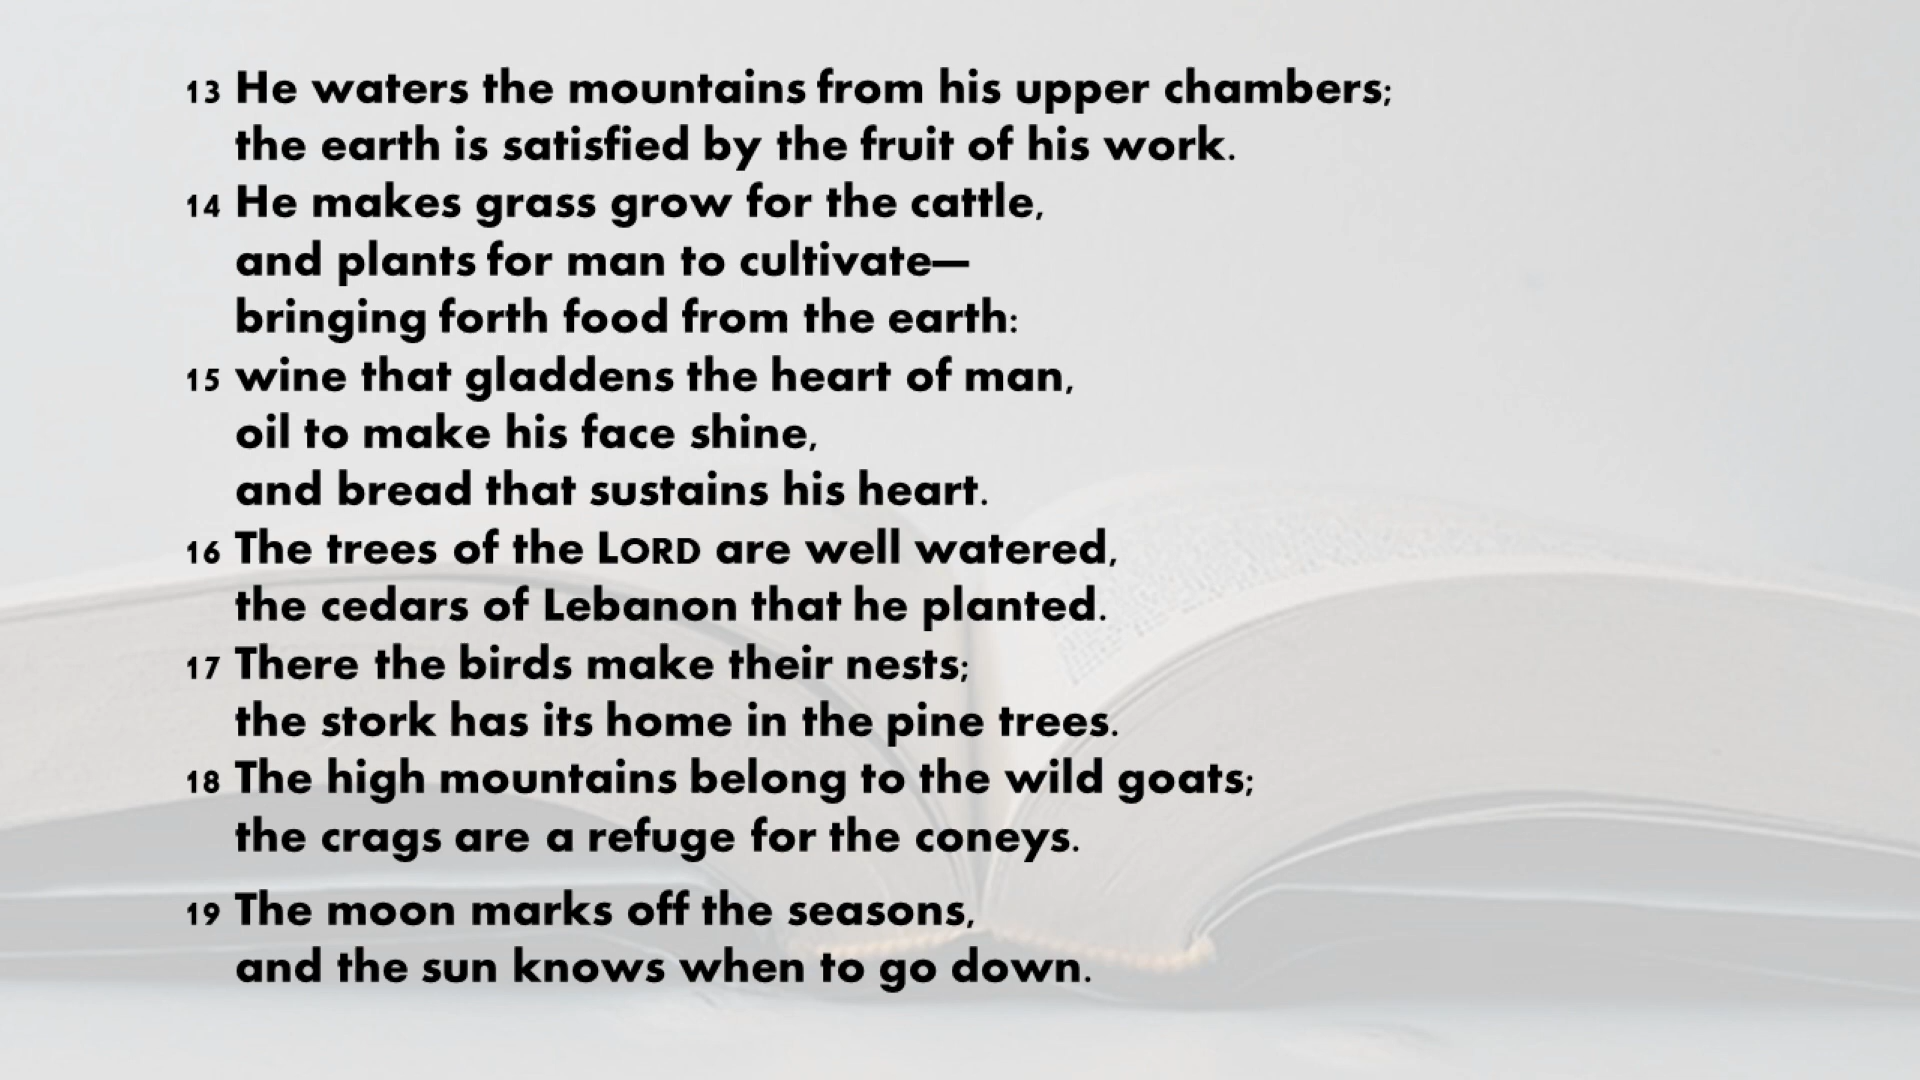 13 He waters the mountains from his upper chambers;
the earth is satisfied by the fruit of his work.
14 He makes grass grow for the cattle,
and plants for man to cultivate—
bringing forth food from the earth:
15 wine that gladdens the heart of man,
oil to make his face shine,
and bread that sustains his heart.
16 The trees of the LORD are well watered,
the cedars of Lebanon that he planted.
17 There the birds make their nests;
the stork has its home in the pine trees.
18 The high mountains belong to the wild goats;
the crags are a refuge for the coneys.
19 The moon marks off the seasons,
and the sun knows when to go down.